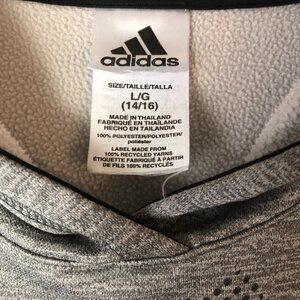 adidas
SIZE/TAILLE/TALLA
L/G
(14/16)
MADE IN THAILAND
FABRIQUÉ EN THAÏLANDE
HECHO EN TAILANDIA
100% POLYESTER/POLYESTER/
poliéster
LABEL MADE FROM
100% RECYCLED YARNS
ÉTIQUETTE FABRIQUÉ À PARTIR
DE FILS 100% RECYCLÉS